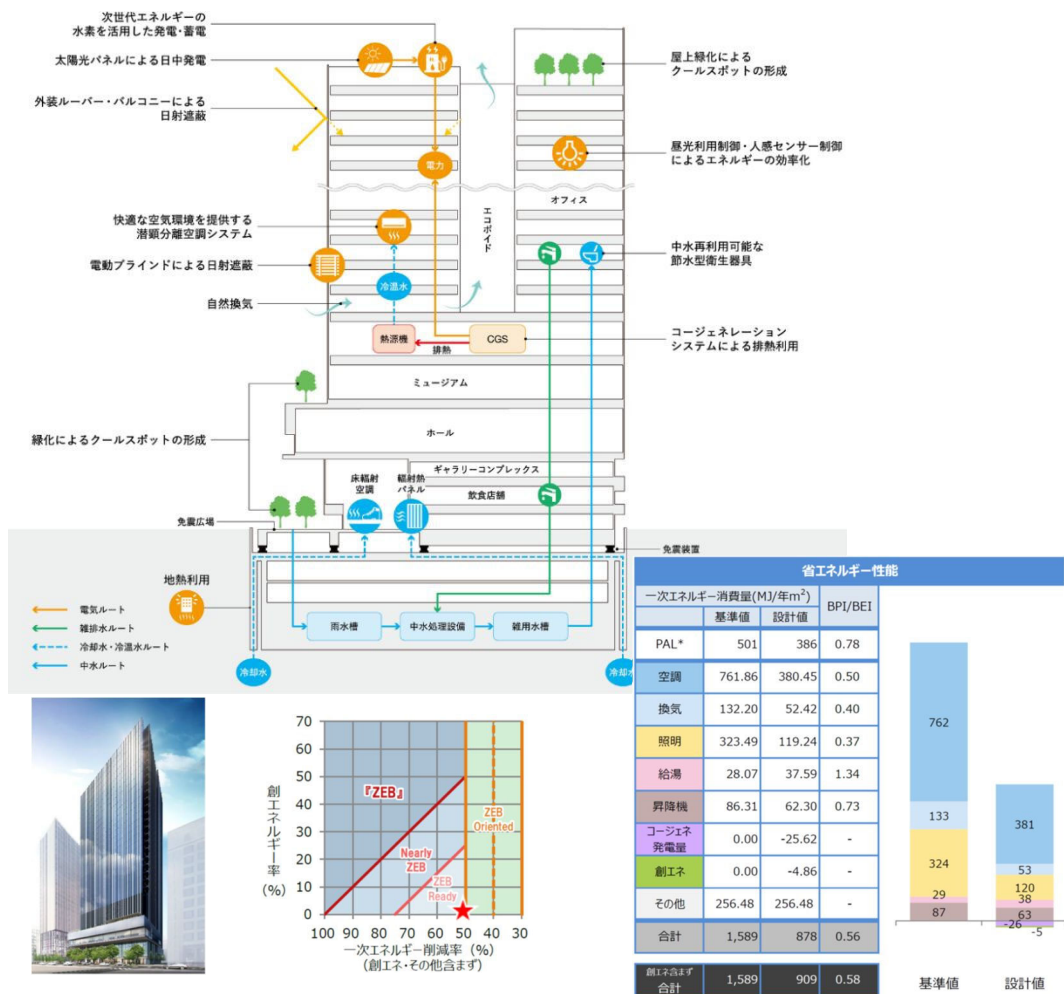 次世代エネルギーの
水素を活用した発電・蓄電
太陽光パネルによる日中発電
外装ルーバー・バルコニーによる
日射遮蔽
屋上緑化による
クールスポットの形成
昼光利用制御・人感センサー制御
によるエネルギーの効率化
電力
エコボイド
オフィス
快適な空気環境を提供する
潜顕分離空調システム
電動ブラインドによる日射遮蔽
自然換気
冷温水
中水再利用可能な
節水型衛生器具
熱源機
排熱
CGS
コージェネレーション
システムによる排熱利用
ミュージアム
ホール
緑化によるクールスポットの形成
ギャラリーコンプレックス
床輻射
空調
輻射熱
パネル
飲食店舗
免震広場
免震装置
地熱利用
電気ルート
雑排水ルート
冷却水・冷温水ルート
中水ルート
雨水槽
中水処理設備
雑用水槽
冷却水
冷却水
創エネルギー率
(%)
70
60
50
40
30
20
10
0
『ZEB』
Nearly
ZEB
ZEB
Ready
ZEB
Oriented
100 90 80 70 60 50 40 30
一次エネルギー削減率 (%)
(創エネ・その他含まず)
省エネルギー性能
一次エネルギー消費量(MJ/年m²) BPI/BEI
基準値 設計値
PAL* 501 386 0.78
空調 761.86 380.45 0.50
換気 132.20 52.42 0.40
照明 323.49 119.24 0.37
給湯 28.07 37.59 1.34
昇降機 86.31 62.30 0.73
コージェネ
発電量 0.00 -25.62 -
創エネ 0.00 -4.86 -
その他 256.48 256.48 -
合計 1,589 878 0.56
創エネ含まず
合計 1,589 909 0.58
762
133
324
29
87
381
53
120
38
63
-26
-5
基準値 設計値